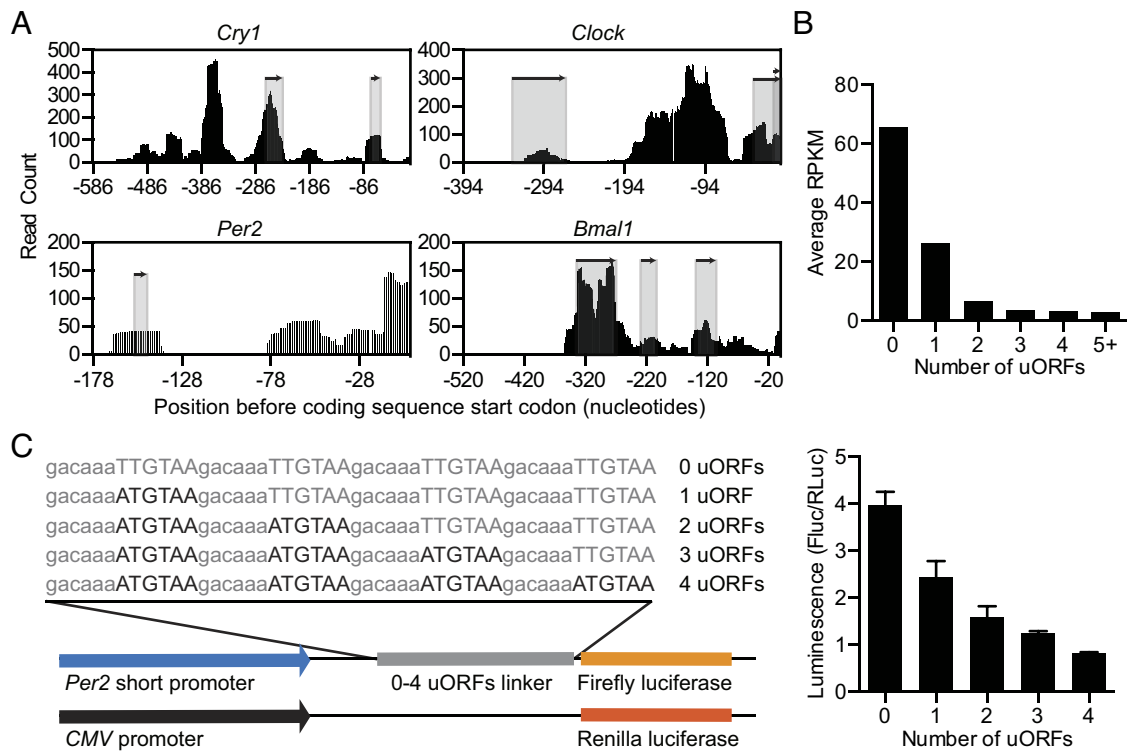 A
Cry1
Clock
500
400
300
200
100
0
-586 -486 -386 -286 -186 -86
400
300
200
100
0
-394 -294 -194 -94
Read Count
Per2
Bmal1
200
150
100
50
0
-178 -128 -78 -28
200
150
100
50
0
-520 -420 -320 -220 -120 -20
Position before coding sequence start codon (nucleotides)
B
Average RPKM
80
60
40
20
0
0 1 2 3 4 5+
Number of uORFs
C
gacaaaTTGTAAgacaaaTTGTAAgacaaaTTGTAAgacaaaTTGTAA 0 uORFs
gacaaaATGTAAgacaaaTTGTAAgacaaaTTGTAAgacaaaTTGTAA 1 uORF
gacaaaATGTAAgacaaaATGTAAgacaaaTTGTAAgacaaaTTGTAA 2 uORFs
gacaaaATGTAAgacaaaATGTAAgacaaaATGTAAgacaaaTTGTAA 3 uORFs
gacaaaATGTAAgacaaaATGTAAgacaaaATGTAAgacaaaATGTAA 4 uORFs
Per2 short promoter
0-4 uORFs linker
Firefly luciferase
CMV promoter
Renilla luciferase
Luminescence (Fluc/RLuc)
5
4
3
2
1
0
0 1 2 3 4
Number of uORFs